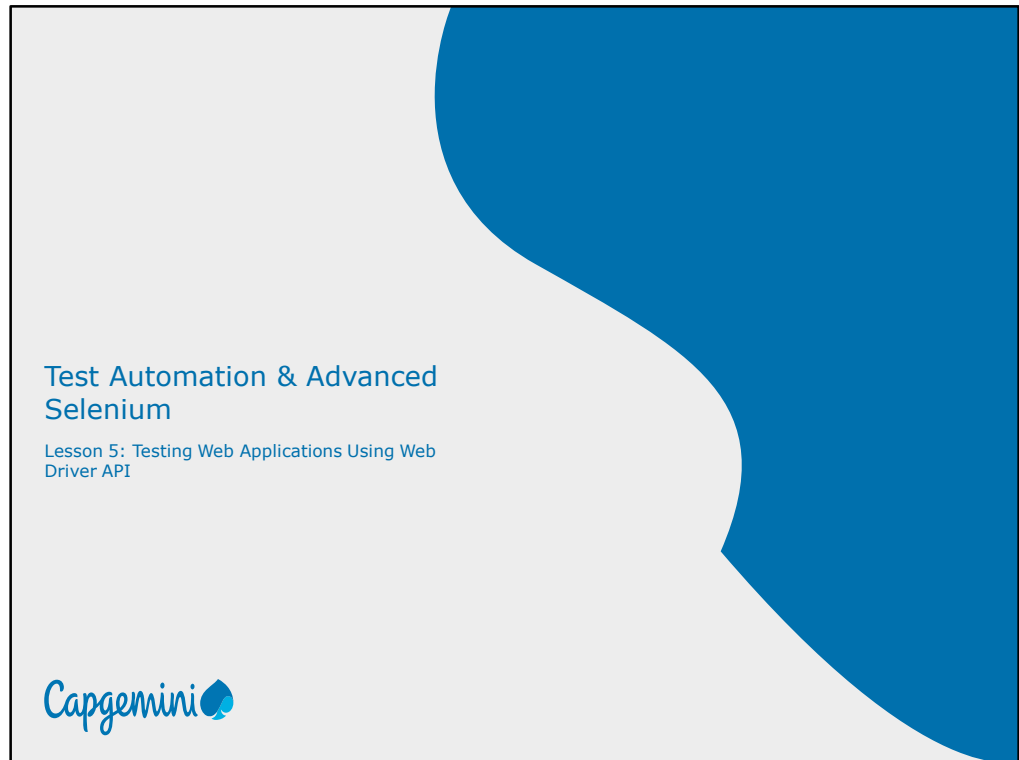 Test Automation & Advanced
Selenium
Lesson 5: Testing Web Applications Using Web
Driver API
Capgemini